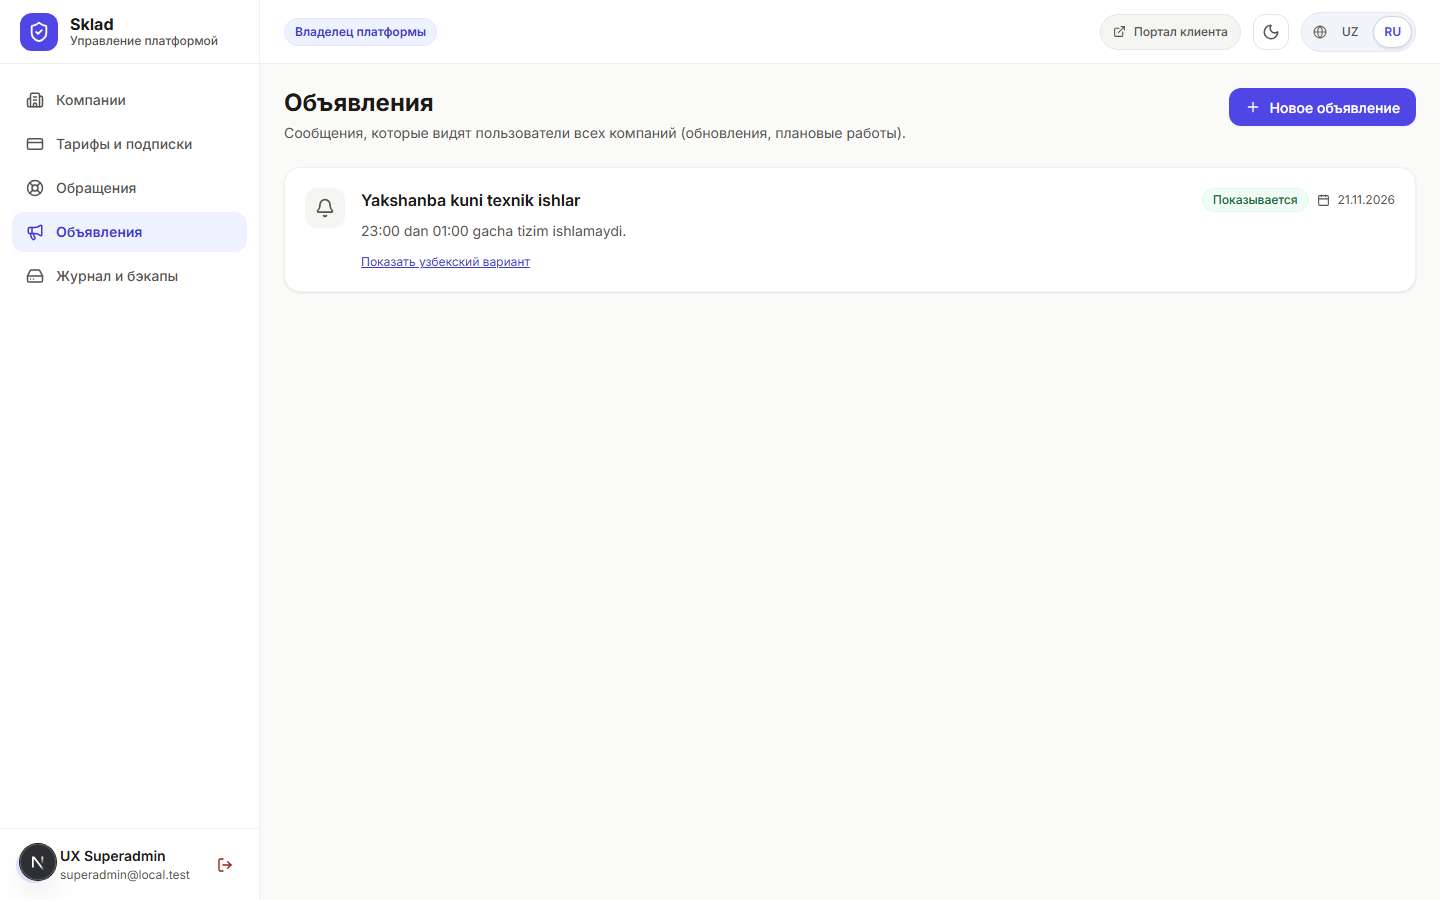 Sklad
Управление платформой
Владелец платформы
Портал клиента
UZ
RU
Компании
Тарифы и подписки
Обращения
Объявления
Журнал и бэкапы
Объявления
Сообщения, которые видят пользователи всех компаний (обновления, плановые работы).
Новое объявление
Yakshanba kuni texnik ishlar
Показывается
21.11.2026
23:00 dan 01:00 gacha tizim ishlamaydi.
Показать узбекский вариант
N
UX Superadmin
superadmin@local.test